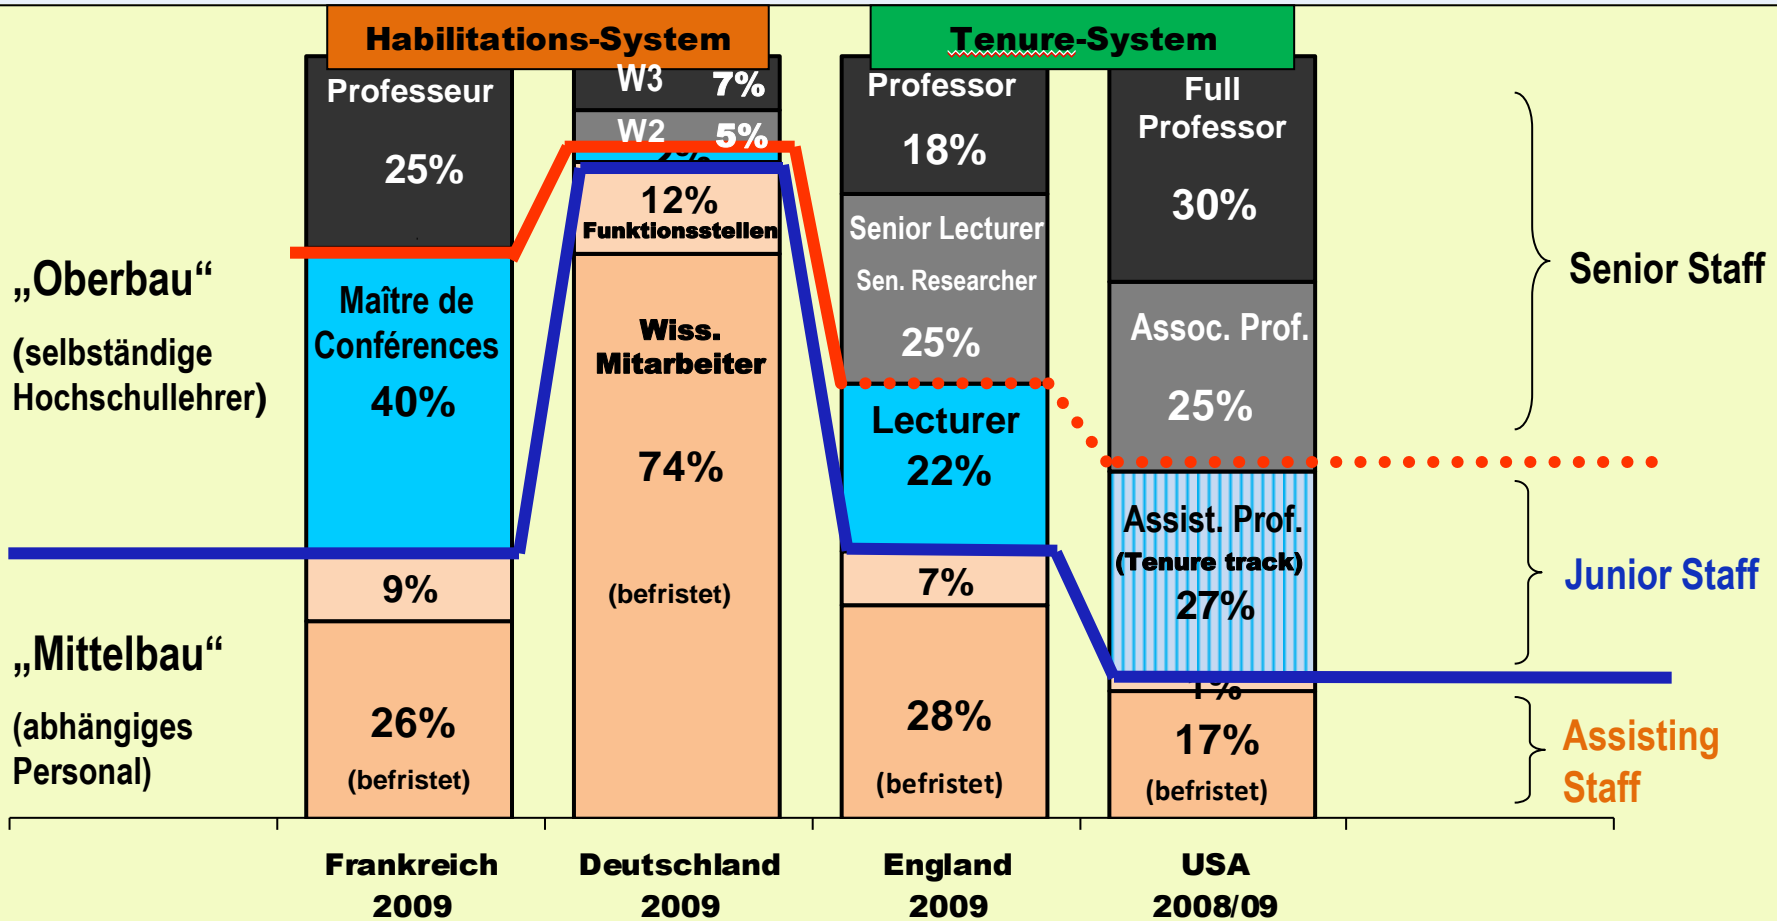 Habilitations-System
Tenure-System
Professeur
25%
Maître de
Conférences
40%
9%
26%
(befristet)
W3 7%
W2 5%
2%
12%
Funktionsstellen
Wiss.
Mitarbeiter
74%
(befristet)
Professor
18%
Senior Lecturer
Sen. Researcher
25%
Lecturer
22%
7%
28%
(befristet)
Full
Professor
30%
Assoc. Prof.
25%
Assist. Prof.
(Tenure track)
27%
1%
17%
(befristet)
„Oberbau“
(selbständige
Hochschullehrer)
„Mittelbau“
(abhängiges
Personal)
Senior Staff
Junior Staff
Assisting
Staff
Frankreich
2009
Deutschland
2009
England
2009
USA
2008/09